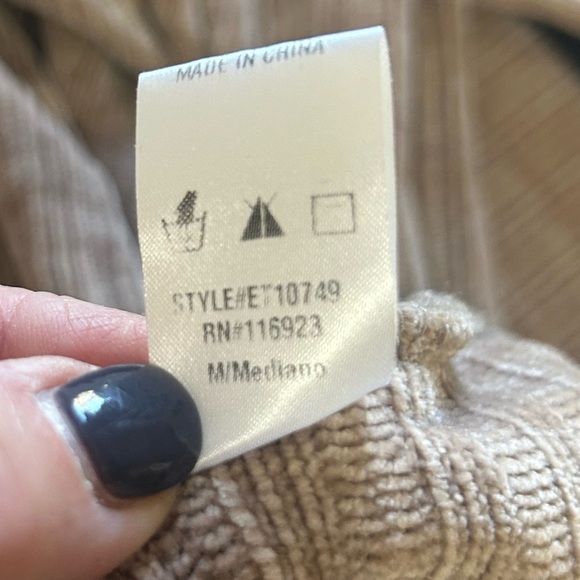 MADE IN CHINA
STYLE#ET10749
RN#116923
M/Mediano